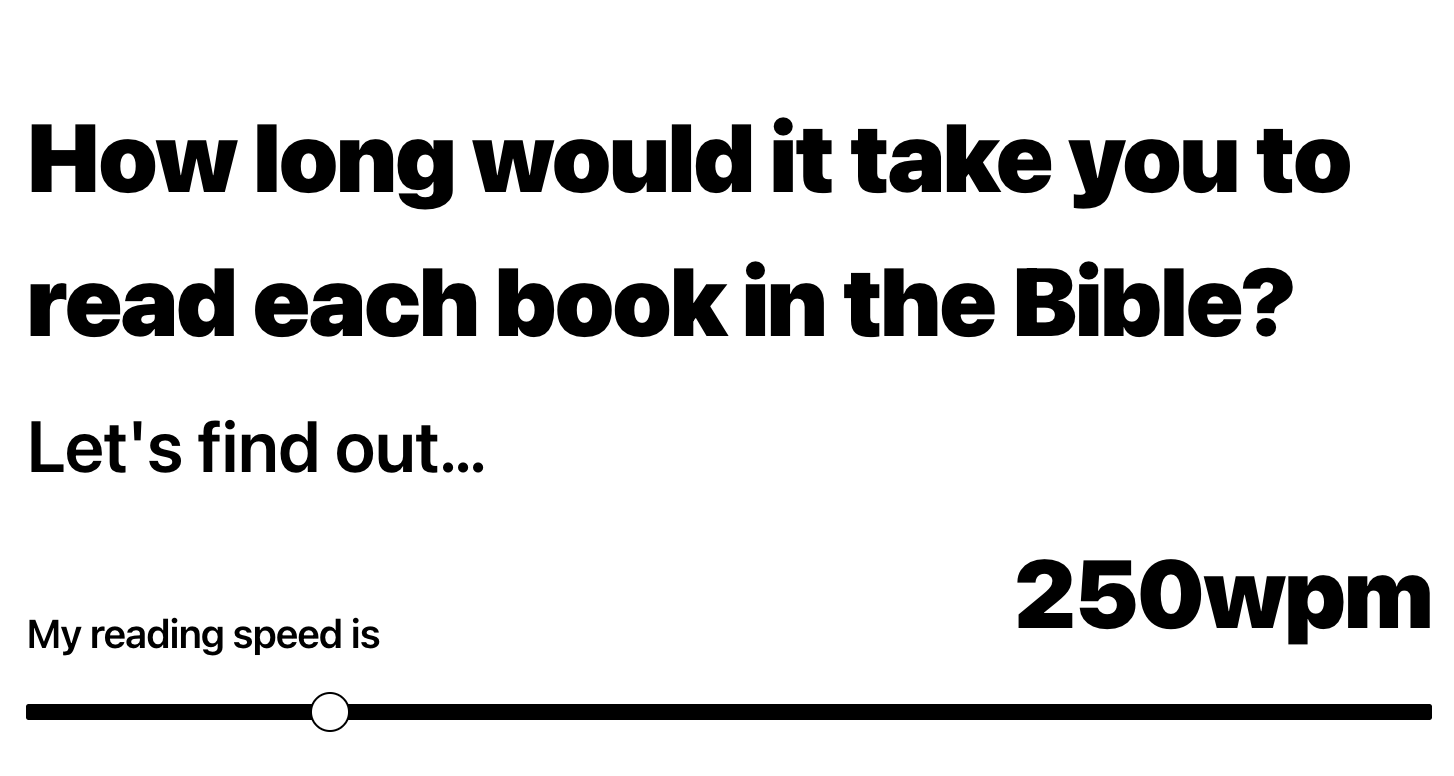 How long would it take you to
read each book in the Bible?
Let's find out...
250wpm
My reading speed is